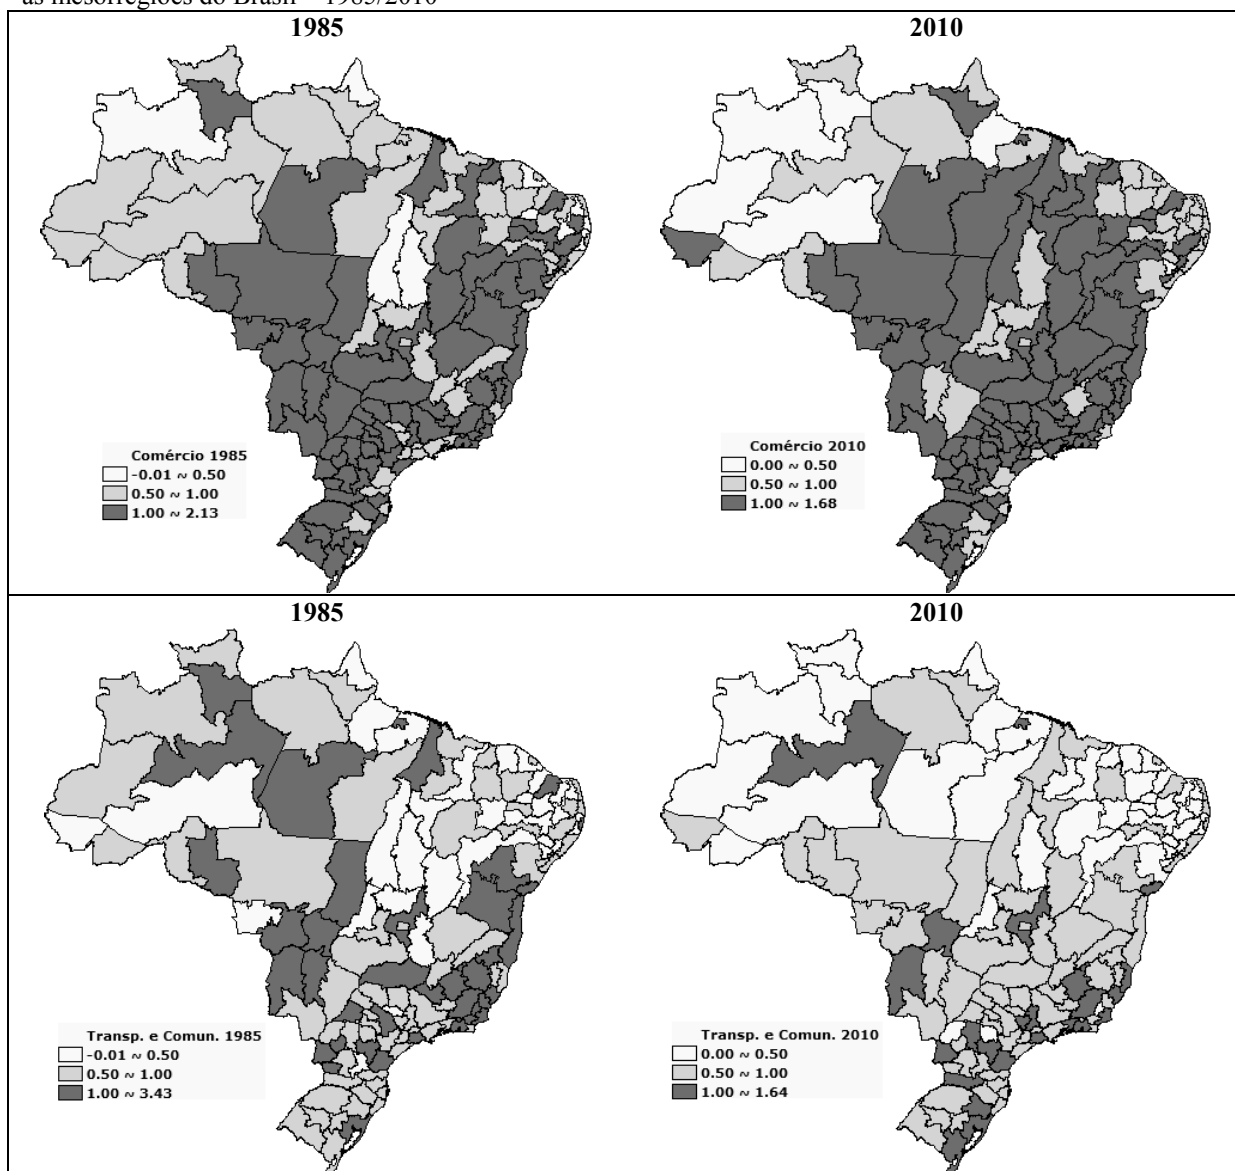 as mesorregiões do Brasil – 1985/2010
1985
2010
Comércio 1985
-0.01 ~ 0.50
0.50 ~ 1.00
1.00 ~ 2.13
Comércio 2010
0.00 ~ 0.50
0.50 ~ 1.00
1.00 ~ 1.68
1985
2010
Transp. e Comun. 1985
-0.01 ~ 0.50
0.50 ~ 1.00
1.00 ~ 3.43
Transp. e Comun. 2010
0.00 ~ 0.50
0.50 ~ 1.00
1.00 ~ 1.64